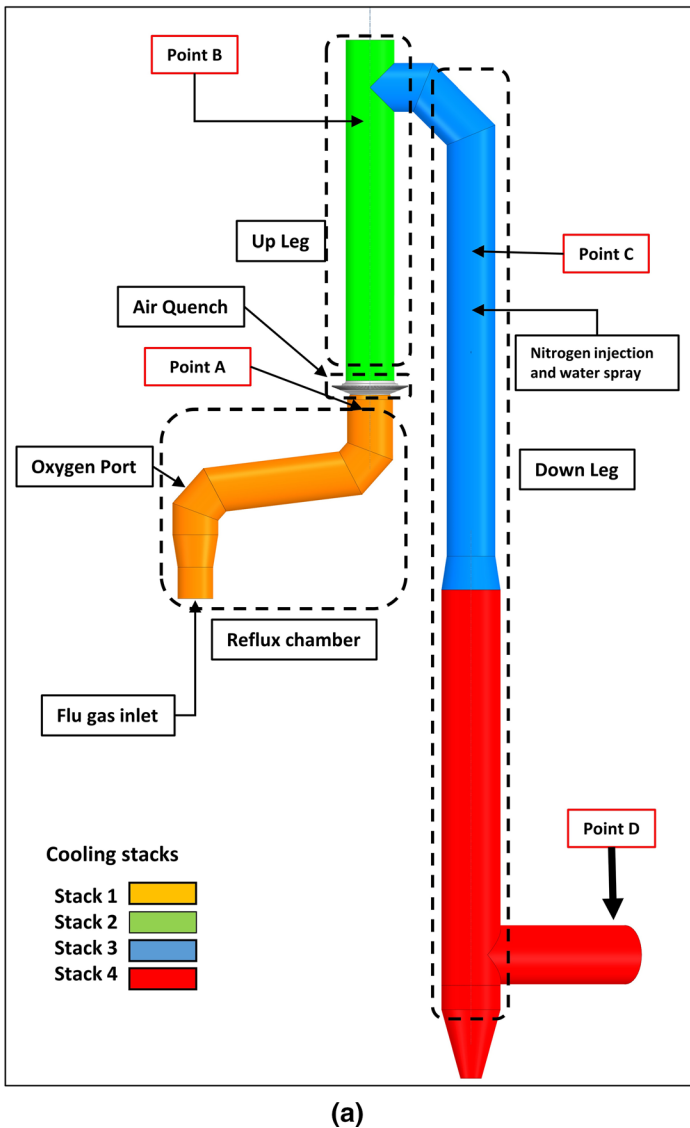 Point B
Up Leg
Point C
Air Quench
Nitrogen injection
and water spray
Point A
Oxygen Port
Down Leg
Reflux chamber
Flu gas inlet
Point D
Cooling stacks
Stack 1
Stack 2
Stack 3
Stack 4
(a)